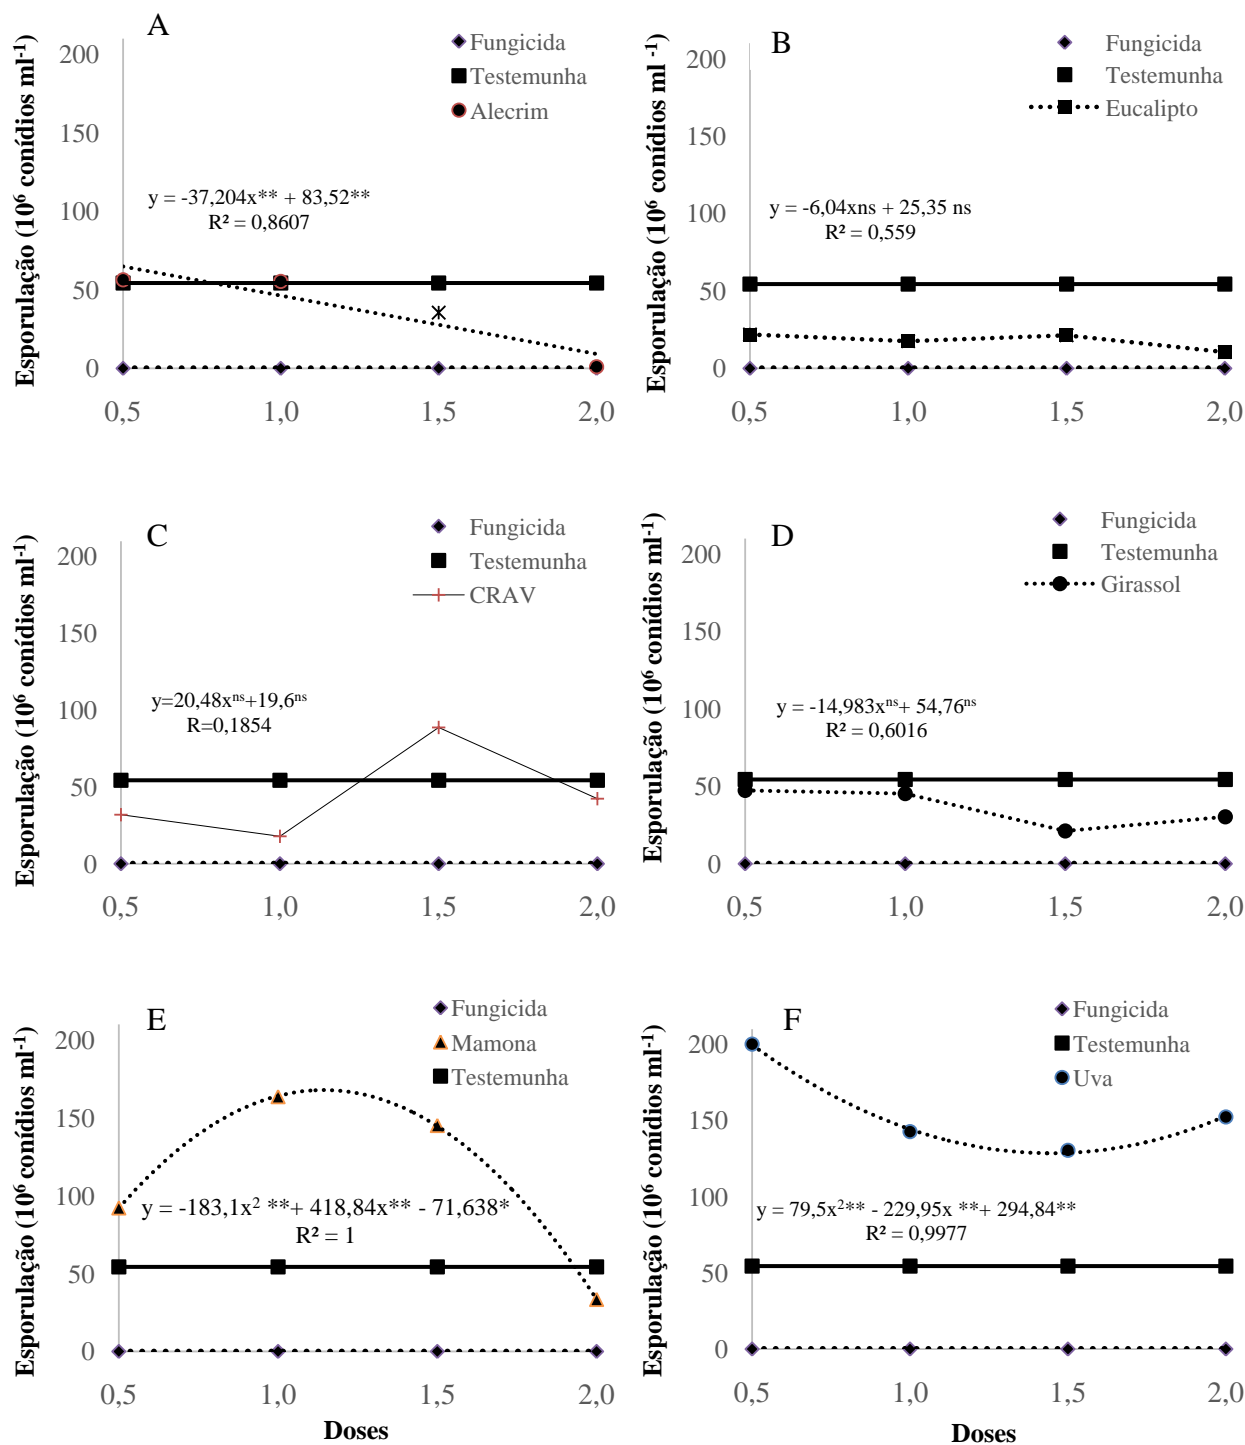 A
Esporulação (10⁶ conídios ml⁻¹)
Fungicida
Testemunha
Alecrim
200
150
100
50
0
y = -37,204x** + 83,52**
R² = 0,8607
0,5 1,0 1,5 2,0
B
Esporulação (10⁶ conídios ml ⁻¹)
Fungicida
Testemunha
Eucalipto
200
150
100
50
0
y = -6,04xns + 25,35 ns
R² = 0,559
0,5 1,0 1,5 2,0
C
Esporulação (10⁶ conídios ml⁻¹)
Fungicida
Testemunha
CRAV
200
150
100
50
0
y=20,48xⁿˢ+19,6ⁿˢ
R=0,1854
0,5 1,0 1,5 2,0
D
Esporulação (10⁶ conídios ml⁻¹)
Fungicida
Testemunha
Girassol
200
150
100
50
0
y = -14,983xⁿˢ+ 54,76ⁿˢ
R² = 0,6016
0,5 1,0 1,5 2,0
E
Esporulação (10⁶ conídios ml⁻¹)
Fungicida
Mamona
Testemunha
200
150
100
50
0
y = -183,1x² **+ 418,84x** - 71,638*
R² = 1
0,5 1,0 1,5 2,0
Doses
F
Esporulação (10⁶ conídios ml⁻¹)
Fungicida
Testemunha
Uva
200
150
100
50
0
y = 79,5x²** - 229,95x **+ 294,84**
R² = 0,9977
0,5 1,0 1,5 2,0
Doses